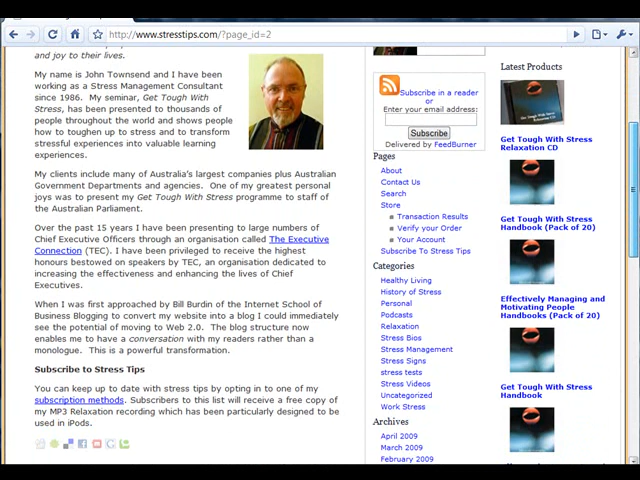 http://www.stresstips.com/?page_id=2
and joy to their lives.
My name is John Townsend and I have been
working as a Stress Management Consultant
since 1986. My seminar, Get Tough With
Stress, has been presented to thousands of
people throughout the world and shows people
how to toughen up to stress and to transform
stressful experiences into valuable learning
experiences.
My clients include many of Australia's largest companies plus Australian
Government Departments and agencies. One of my greatest personal
joys was to present my Get Tough With Stress programme to staff of
the Australian Parliament.
Over the past 15 years I have been presenting to large numbers of
Chief Executive Officers through an organisation called The Executive
Connection (TEC). I have been privileged to receive the highest
honours bestowed on speakers by TEC, an organisation dedicated to
increasing the effectiveness and enhancing the lives of Chief
Executives.
When I was first approached by Bill Burdin of the Internet School of
Business Blogging to convert my website into a blog I could immediately
see the potential of moving to Web 2.0. The blog structure now
enables me to have a conversation with my readers rather than a
monologue. This is a powerful transformation.
Subscribe to Stress Tips
You can keep up to date with stress tips by opting in to one of my
subscription methods. Subscribers to this list will receive a free copy of
my MP3 Relaxation recording which has been particularly designed to be
used in iPods.
Subscribe in a reader
or
Enter your email address:
Subscribe
Delivered by FeedBurner
Pages
About
Contact Us
Search
Store
Transaction Results
Verify your Order
Your Account
Subscribe To Stress Tips
Categories
Healthy Living
History of Stress
Personal
Podcasts
Relaxation
Stress Bios
Stress Management
Stress Signs
stress tests
Stress Videos
Uncategorized
Work Stress
Archives
April 2009
March 2009
February 2009
Latest Products
Get Tough With Stress
Relaxation CD
Get Tough With Stress
Handbook (Pack of 20)
Effectively Managing and
Motivating People
Handbooks (Pack of 20)
Get Tough With Stress
Handbook